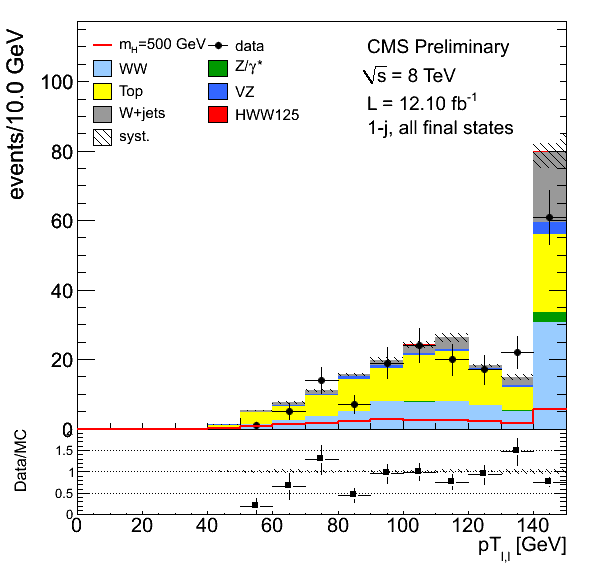 events/10.0 GeV
m_H=500 GeV
data
WW
Z/γ*
Top
VZ
W+jets
HWW125
syst.
CMS Preliminary
√s = 8 TeV
L = 12.10 fb⁻¹
1-j, all final states
100
80
60
40
20
0
Data/MC
2
1.5
1
0.5
0
0 20 40 60 80 100 120 140
pT_l,l [GeV]